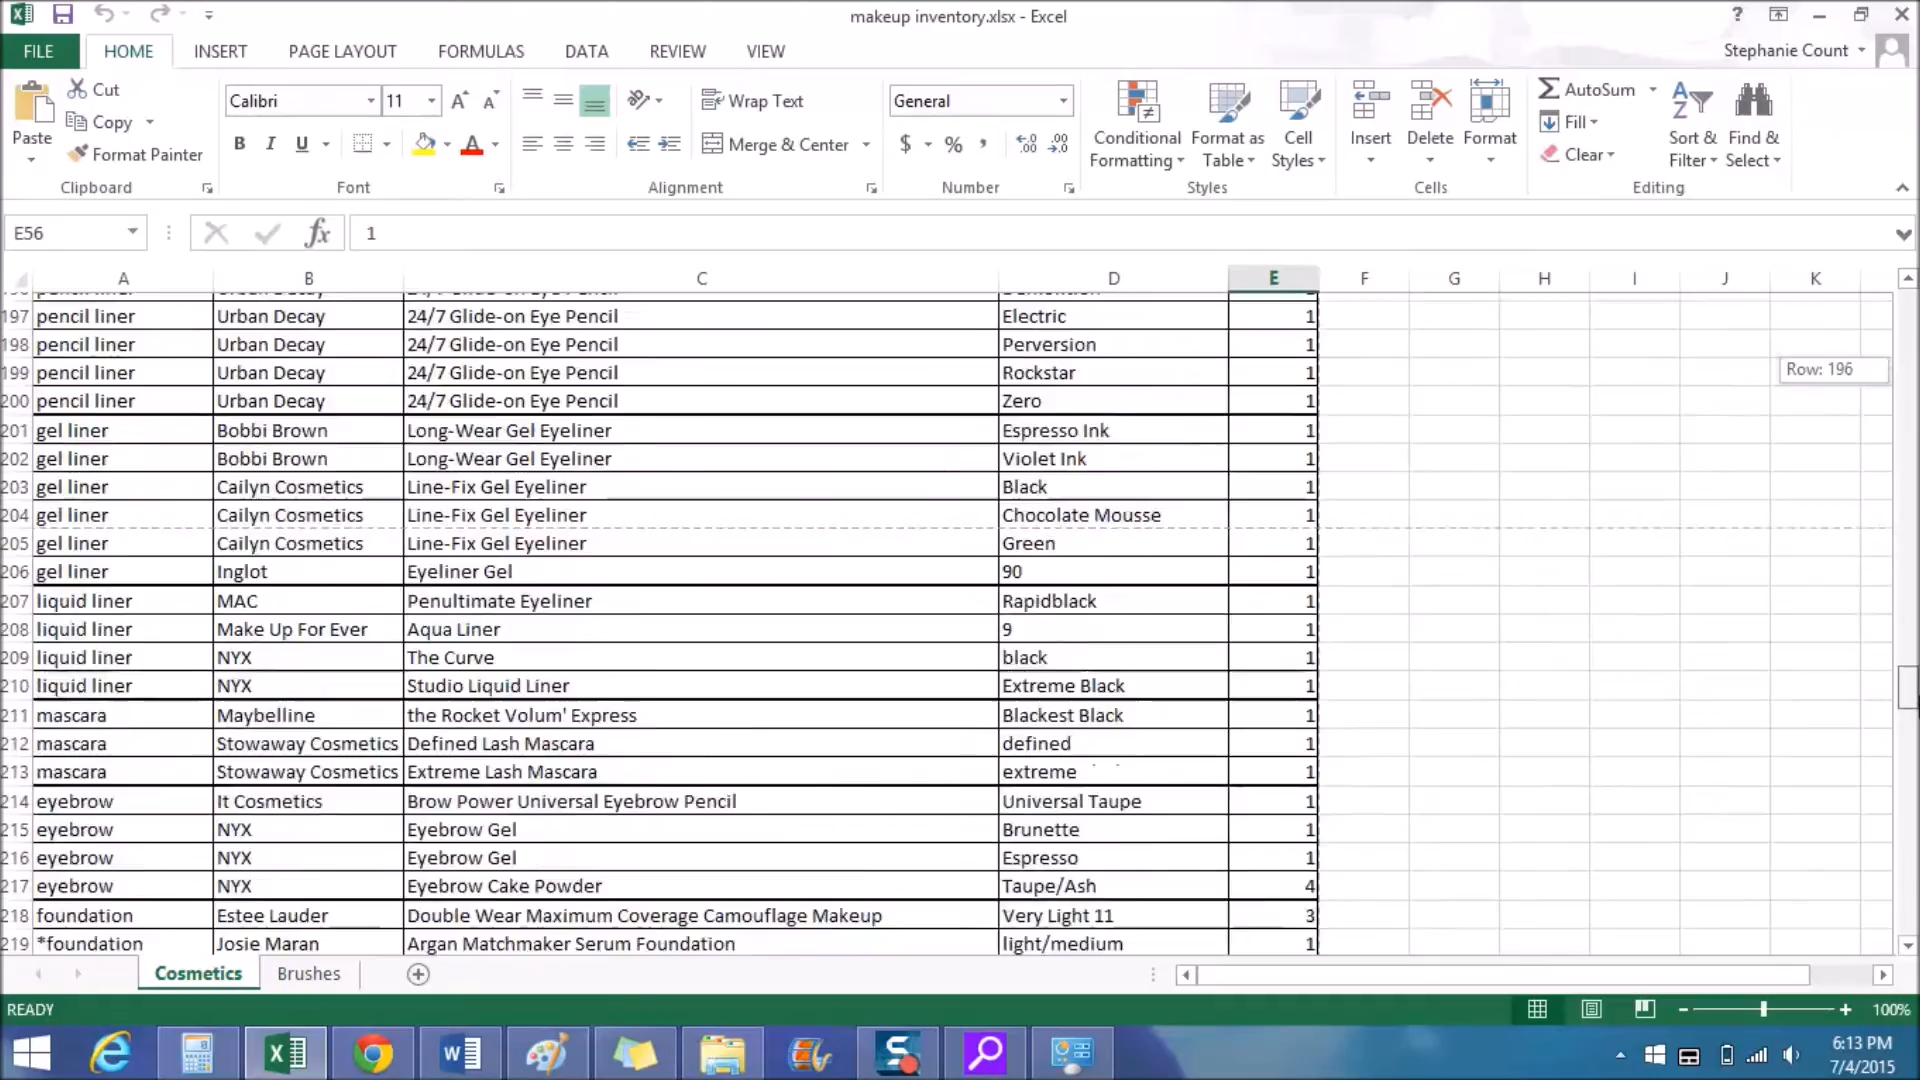 makeup inventory.xlsx - Excel
?
FILE HOME INSERT PAGE LAYOUT FORMULAS DATA REVIEW VIEW Stephanie Count
Paste
Cut
Copy
Format Painter
Clipboard
Calibri 11
B I U
Font
Wrap Text
Merge & Center
Alignment
General
$ % ,
Number
Conditional Formatting
Format as Table
Cell Styles
Styles
Insert Delete Format
Cells
AutoSum
Fill
Clear
Sort & Filter
Find & Select
Editing
E56 fx 1
A B C D E F G H I J K
197 pencil liner Urban Decay 24/7 Glide-on Eye Pencil Electric 1
198 pencil liner Urban Decay 24/7 Glide-on Eye Pencil Perversion 1
199 pencil liner Urban Decay 24/7 Glide-on Eye Pencil Rockstar 1
Row: 196
200 pencil liner Urban Decay 24/7 Glide-on Eye Pencil Zero 1
201 gel liner Bobbi Brown Long-Wear Gel Eyeliner Espresso Ink 1
202 gel liner Bobbi Brown Long-Wear Gel Eyeliner Violet Ink 1
203 gel liner Cailyn Cosmetics Line-Fix Gel Eyeliner Black 1
204 gel liner Cailyn Cosmetics Line-Fix Gel Eyeliner Chocolate Mousse 1
205 gel liner Cailyn Cosmetics Line-Fix Gel Eyeliner Green 1
206 gel liner Inglot Eyeliner Gel 90 1
207 liquid liner MAC Penultimate Eyeliner Rapidblack 1
208 liquid liner Make Up For Ever Aqua Liner 9 1
209 liquid liner NYX The Curve black 1
210 liquid liner NYX Studio Liquid Liner Extreme Black 1
211 mascara Maybelline the Rocket Volum' Express Blackest Black 1
212 mascara Stowaway Cosmetics Defined Lash Mascara defined 1
213 mascara Stowaway Cosmetics Extreme Lash Mascara extreme 1
214 eyebrow It Cosmetics Brow Power Universal Eyebrow Pencil Universal Taupe 1
215 eyebrow NYX Eyebrow Gel Brunette 1
216 eyebrow NYX Eyebrow Gel Espresso 1
217 eyebrow NYX Eyebrow Cake Powder Taupe/Ash 4
218 foundation Estee Lauder Double Wear Maximum Coverage Camouflage Makeup Very Light 11 3
219 *foundation Josie Maran Argan Matchmaker Serum Foundation light/medium 1
Cosmetics Brushes
READY 100%
6:13 PM
7/4/2015